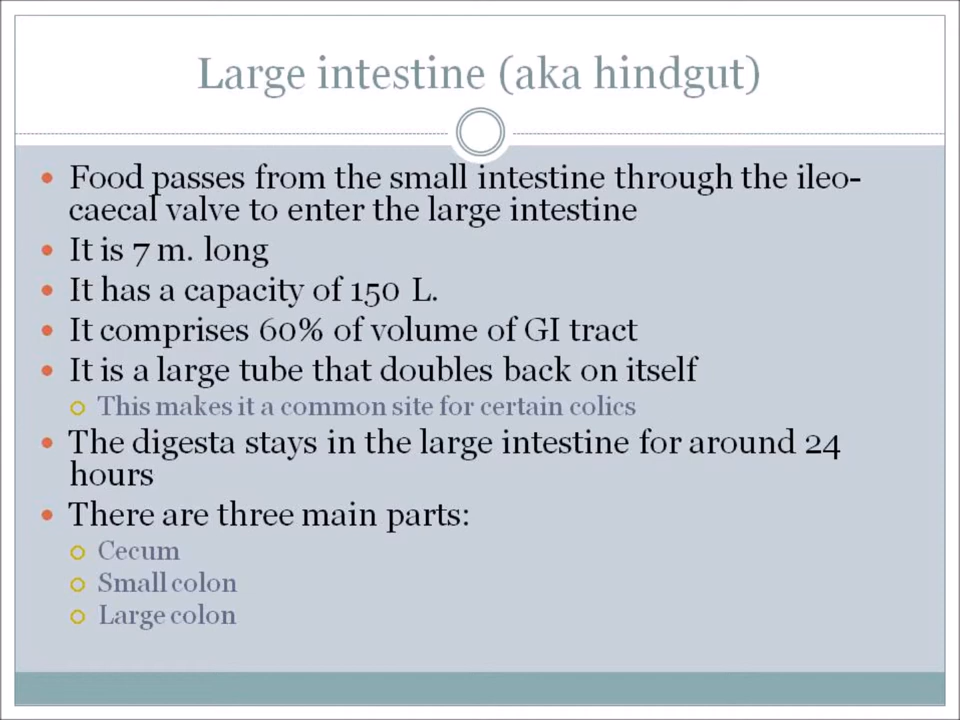 Large intestine (aka hindgut)
Food passes from the small intestine through the ileo-
caecal valve to enter the large intestine
It is 7 m. long
It has a capacity of 150 L.
It comprises 60% of volume of GI tract
It is a large tube that doubles back on itself
This makes it a common site for certain colics
The digesta stays in the large intestine for around 24
hours
There are three main parts:
Cecum
Small colon
Large colon